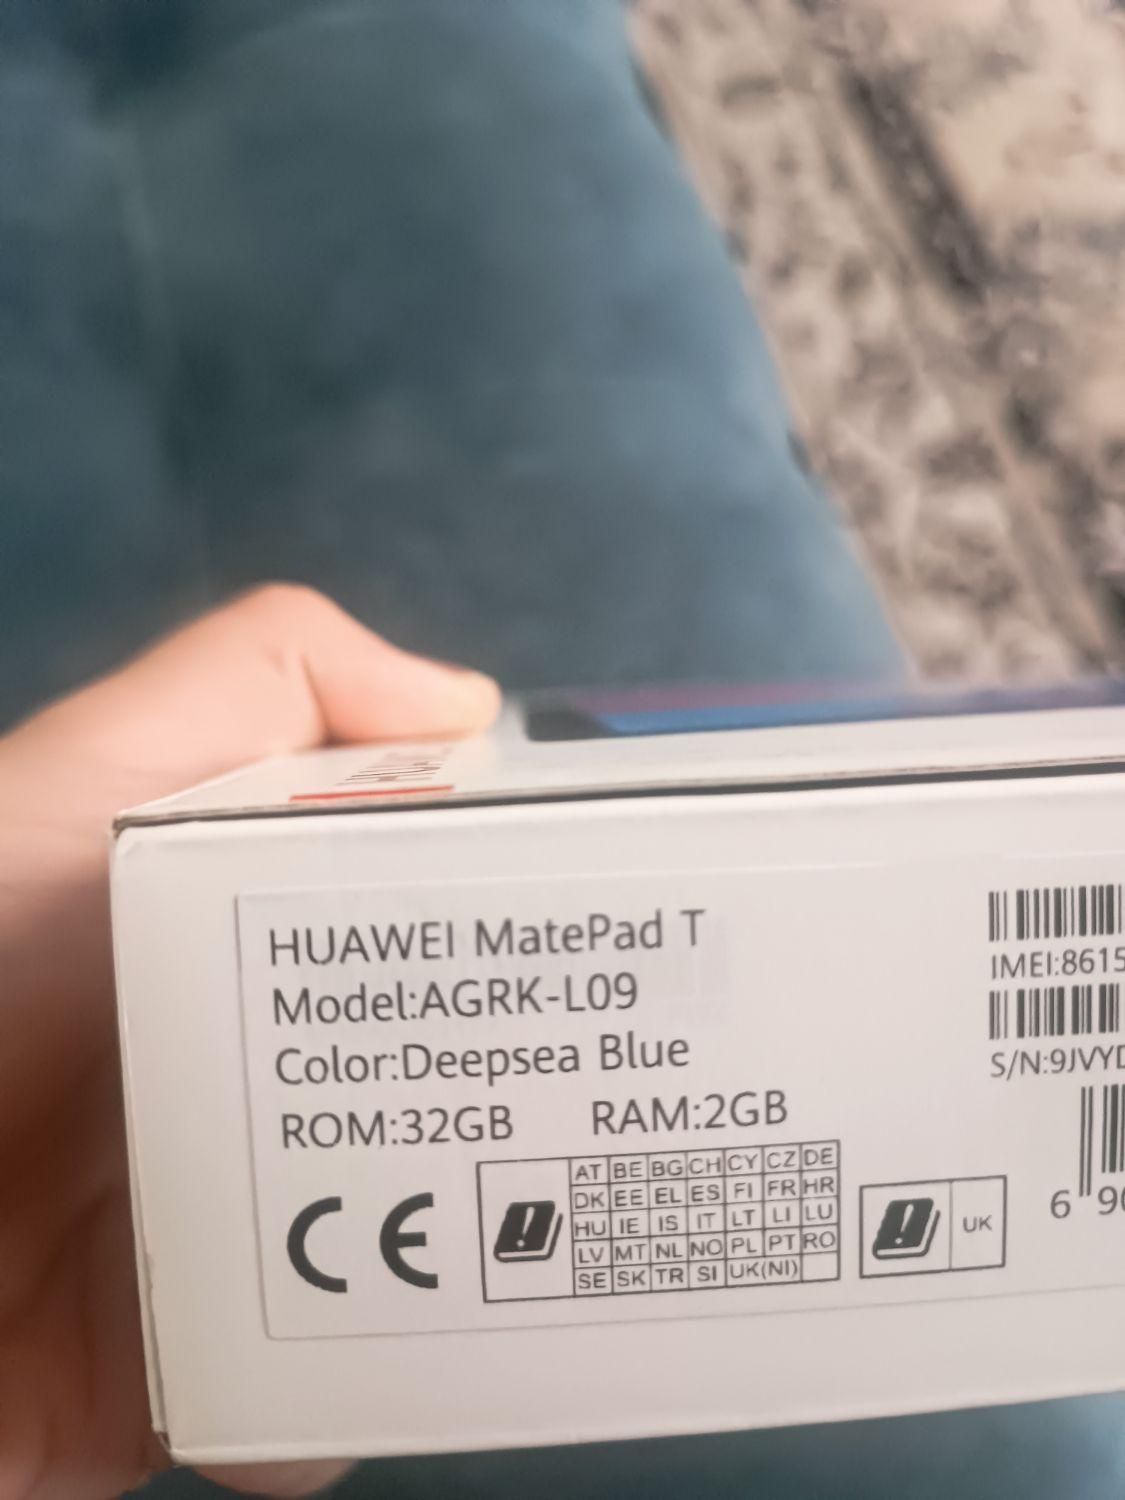 HUAWEI
HUAWEI MatePad T
Model:AGRK-L09
Color:Deepsea Blue
ROM:32GB RAM:2GB
CE
AT BE BG CH CY CZ DE
DK EE EL ES FI FR HR
HU IE IS IT LT LI LU
LV MT NL NO PL PT RO
SE SK TR SI UK(NI)
UK
IMEI:8615
S/N:9JVYD
6 90